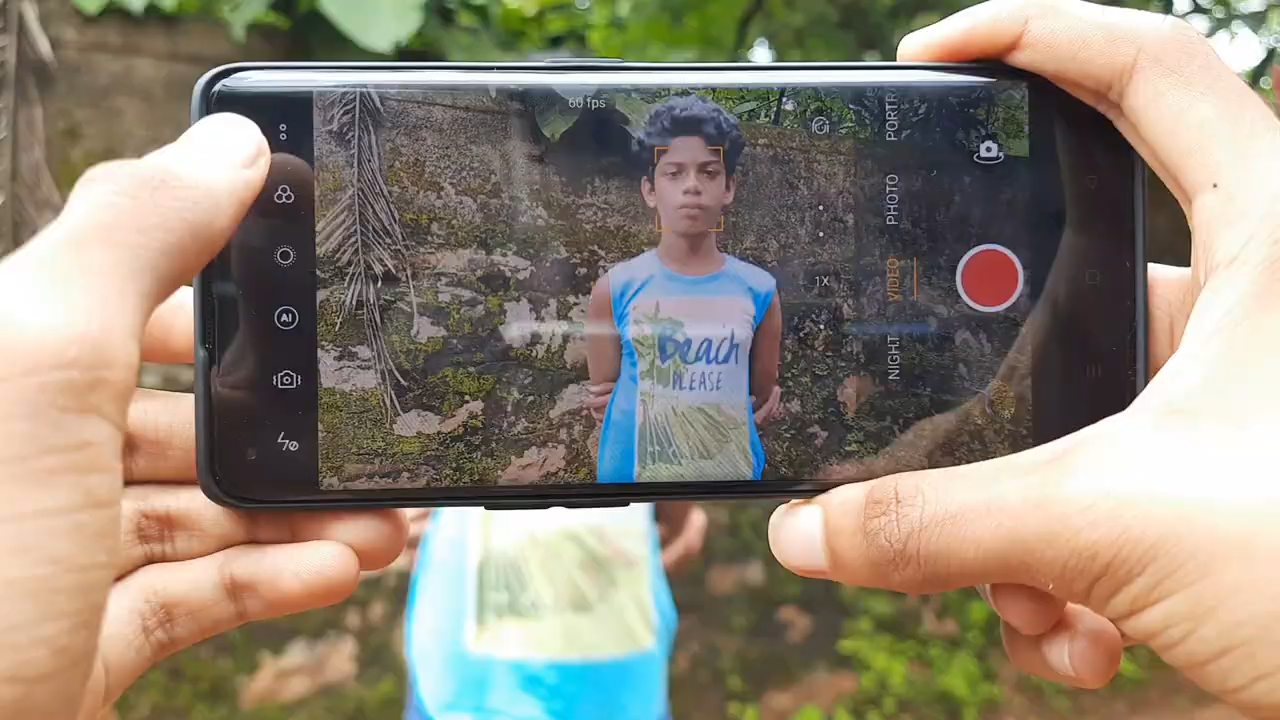 60 fps
PORTR
PHOTO
VIDEO
NIGHT
1X
AI
Beach
PLEASE